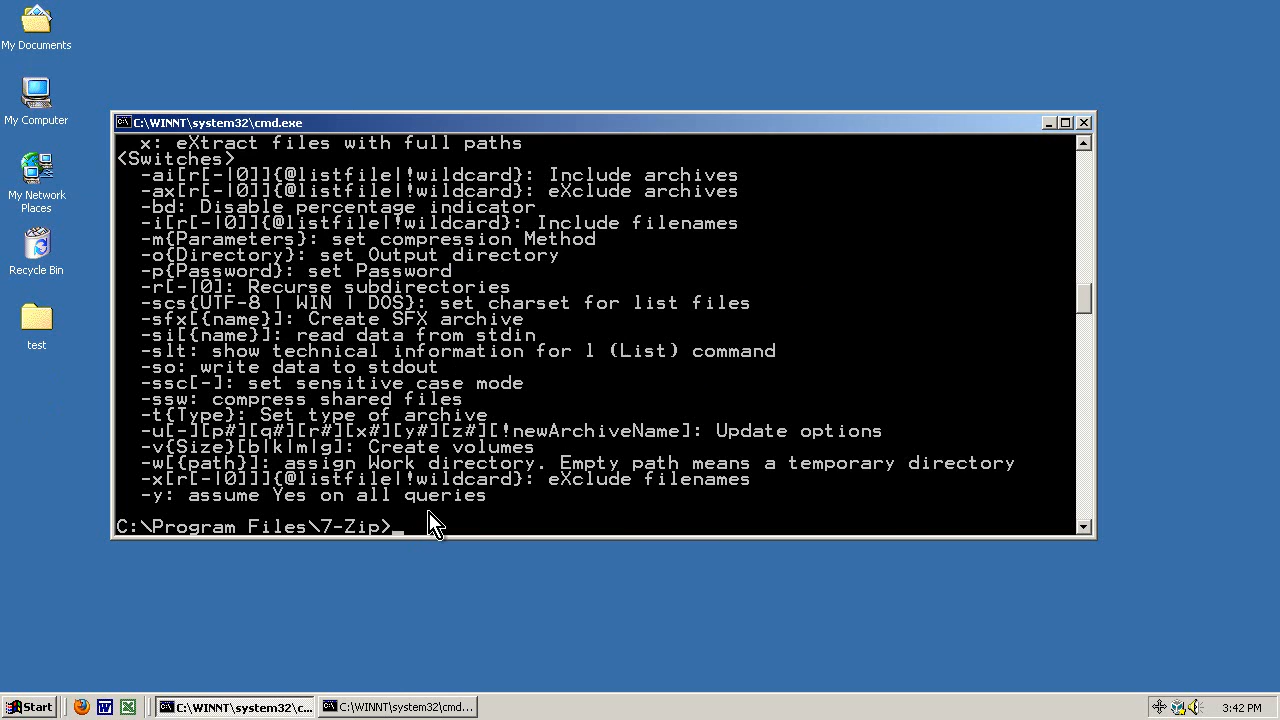 My Documents
My Computer
My Network
Places
Recycle Bin
test
C:\WINNT\system32\cmd.exe
x: eXtract files with full paths
<Switches>
-ai[r[-|0]]{@listfile|!wildcard}: Include archives
-ax[r[-|0]]{@listfile|!wildcard}: eXclude archives
-bd: Disable percentage indicator
-i[r[-|0]]{@listfile|!wildcard}: Include filenames
-m{Parameters}: set compression Method
-o{Directory}: set Output directory
-p{Password}: set Password
-r[-|0]: Recurse subdirectories
-scs{UTF-8 | WIN | DOS}: set charset for list files
-sfx[{name}]: Create SFX archive
-si[{name}]: read data from stdin
-slt: show technical information for l (List) command
-so: write data to stdout
-ssc[-]: set sensitive case mode
-ssw: compress shared files
-t{Type}: Set type of archive
-u[-][p#][q#][r#][x#][y#][z#][!newArchiveName]: Update options
-v{Size}[b|k|m|g]: Create volumes
-w[{path}]: assign Work directory. Empty path means a temporary directory
-x[r[-|0]]]{@listfile|!wildcard}: eXclude filenames
-y: assume Yes on all queries
C:\Program Files\7-Zip>_
Start
C:\WINNT\system32\c...
C:\WINNT\system32\cmd...
3:42 PM